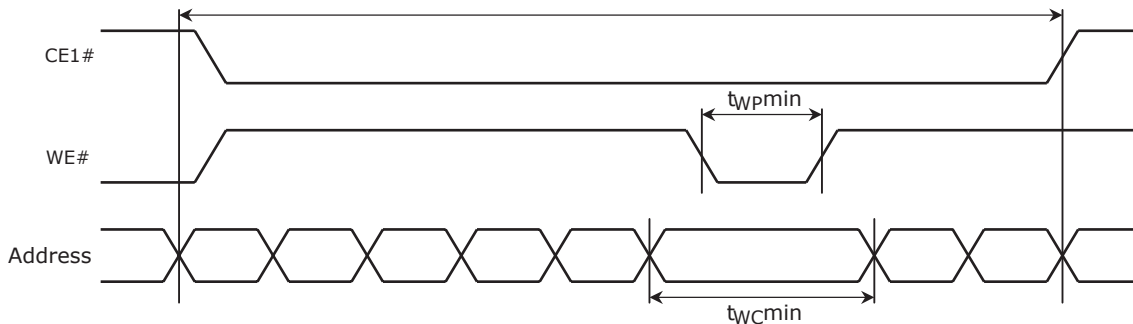 CE1#
tWPmin
WE#
Address
tWCmin